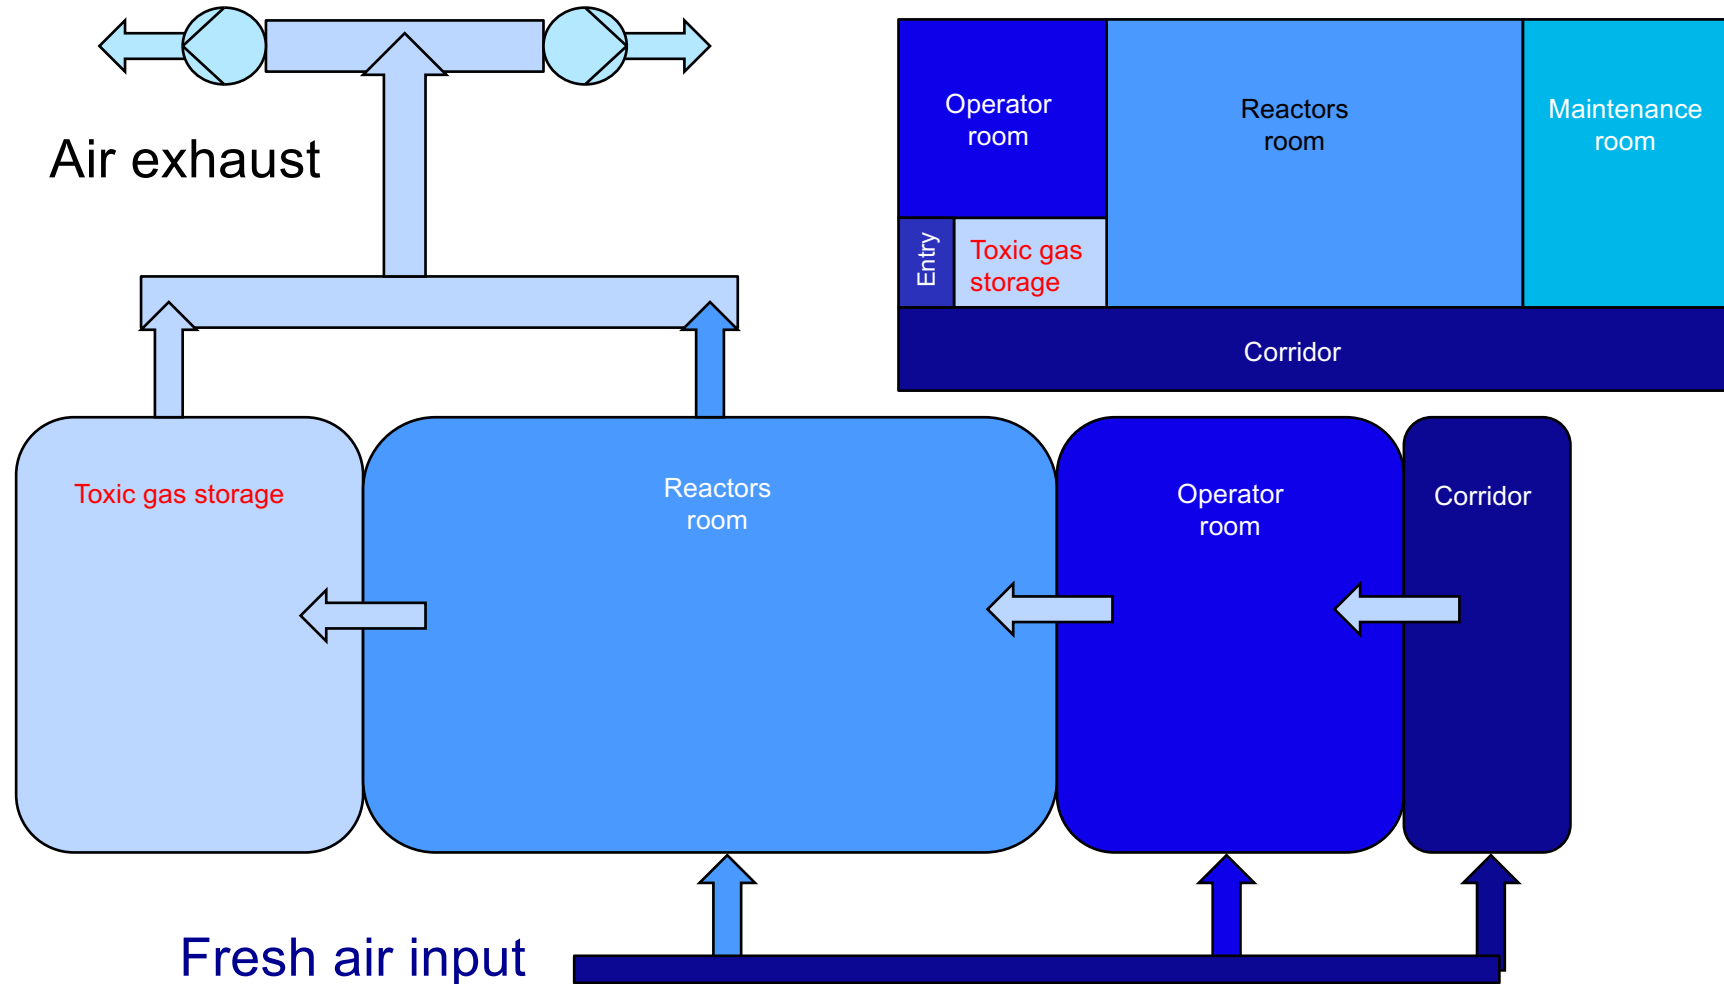 Air exhaust
Operator
room
Reactors
room
Maintenance
room
Entry
Toxic gas
storage
Corridor
Toxic gas storage
Reactors
room
Operator
room
Corridor
Fresh air input